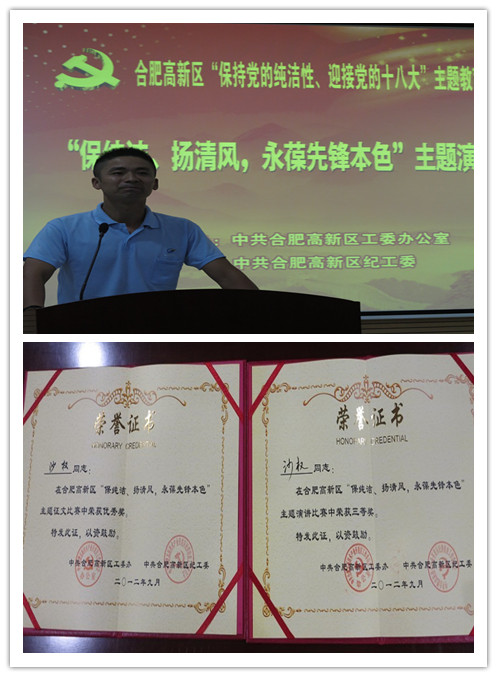 合肥高新区“保持党的纯洁性、迎接党的十八大”主题教
“保纯洁、扬清风，永葆先锋本色”主题演
：中共合肥高新区工委办公室
中共合肥高新区纪工委
荣誉证书
HONORARY CREDENTIAL
沙权 同志：
在合肥高新区“保纯洁、扬清风，永葆先锋本色”
主题征文比赛中荣获优秀奖。
特发此证，以资鼓励。
中共合肥高新区工委办 中共合肥高新区纪工委
二〇一二年九月
荣誉证书
HONORARY CREDENTIAL
沙权 同志：
在合肥高新区“保纯洁、扬清风，永葆先锋本色”
主题演讲比赛中荣获三等奖。
特发此证，以资鼓励。
中共合肥高新区工委办 中共合肥高新区纪工委
二〇一二年九月